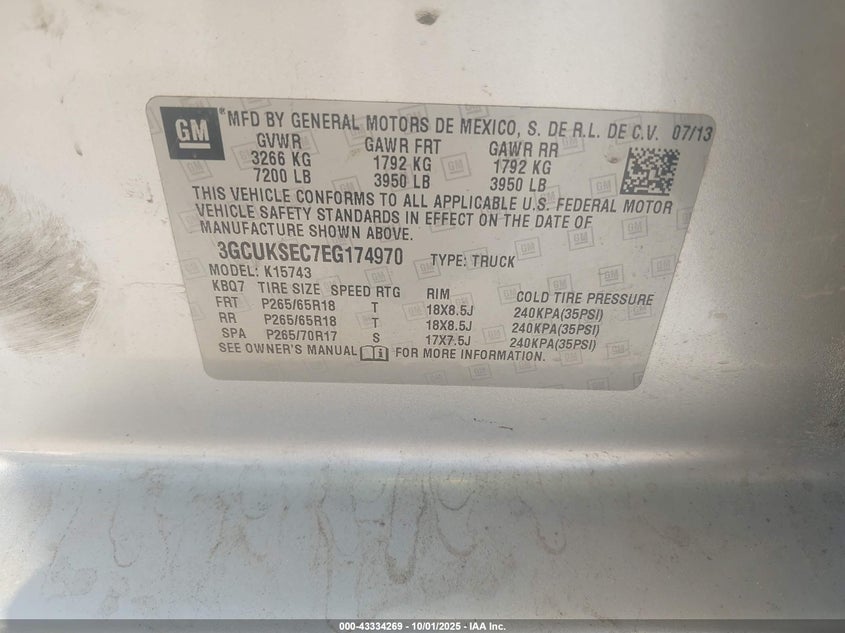 GM
*MFD BY GENERAL MOTORS DE MEXICO, S. DE R.L. DE C.V. 07/13
GVWR GAWR FRT GAWR RR
3266 KG 1792 KG 1792 KG
7200 LB 3950 LB 3950 LB
THIS VEHICLE CONFORMS TO ALL APPLICABLE U.S. FEDERAL MOTOR
VEHICLE SAFETY STANDARDS IN EFFECT ON THE DATE OF
MANUFACTURE SHOWN ABOVE.
3GCUKSEC7EG174970 TYPE: TRUCK
MODEL: K15743
KBQ7 TIRE SIZE SPEED RTG RIM COLD TIRE PRESSURE
FRT P265/65R18 T 18X8.5J 240KPA(35PSI)
RR P265/65R18 T 18X8.5J 240KPA(35PSI)
SPA P265/70R17 S 17X7.5J 240KPA(35PSI)
SEE OWNER'S MANUAL FOR MORE INFORMATION.
000-43334269 - 10/01/2025 - IAA Inc.